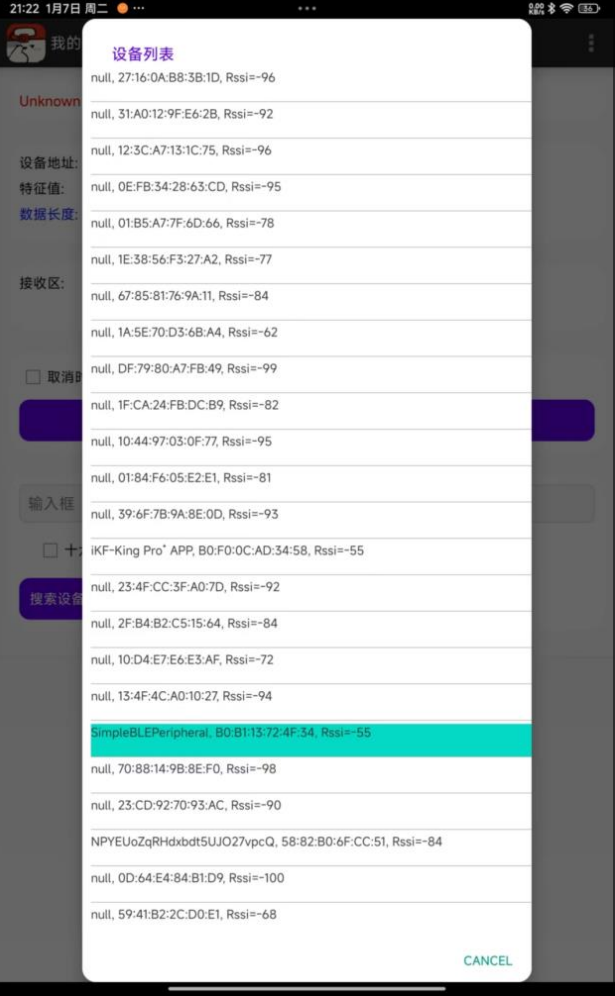 21:22 1月7日 周二
0.00 KB/s 36
我的
Unknown
设备地址:
特征值:
数据长度:
接收区:
取消时
输入框
十六
搜索设备
设备列表
null, 27:16:0A:B8:3B:1D, Rssi=-96
null, 31:A0:12:9F:E6:2B, Rssi=-92
null, 12:3C:A7:13:1C:75, Rssi=-96
null, 0E:FB:34:28:63:CD, Rssi=-95
null, 01:B5:A7:7F:6D:66, Rssi=-78
null, 1E:38:56:F3:27:A2, Rssi=-77
null, 67:85:81:76:9A:11, Rssi=-84
null, 1A:5E:70:D3:6B:A4, Rssi=-62
null, DF:79:80:A7:FB:49, Rssi=-99
null, 1F:CA:24:FB:DC:B9, Rssi=-82
null, 10:44:97:03:0F:77, Rssi=-95
null, 01:84:F6:05:E2:E1, Rssi=-81
null, 39:6F:7B:9A:8E:0D, Rssi=-93
iKF-King Pro⁺ APP, B0:F0:0C:AD:34:58, Rssi=-55
null, 23:4F:CC:3F:A0:7D, Rssi=-92
null, 2F:B4:B2:C5:15:64, Rssi=-84
null, 10:D4:E7:E6:E3:AF, Rssi=-72
null, 13:4F:4C:A0:10:27, Rssi=-94
SimpleBLEPeripheral, B0:B1:13:72:4F:34, Rssi=-55
null, 70:88:14:9B:8E:F0, Rssi=-98
null, 23:CD:92:70:93:AC, Rssi=-90
NPYEUoZqRHdxbdt5UJO27vpcQ, 58:82:B0:6F:CC:51, Rssi=-84
null, 0D:64:E4:84:B1:D9, Rssi=-100
null, 59:41:B2:2C:D0:E1, Rssi=-68
CANCEL